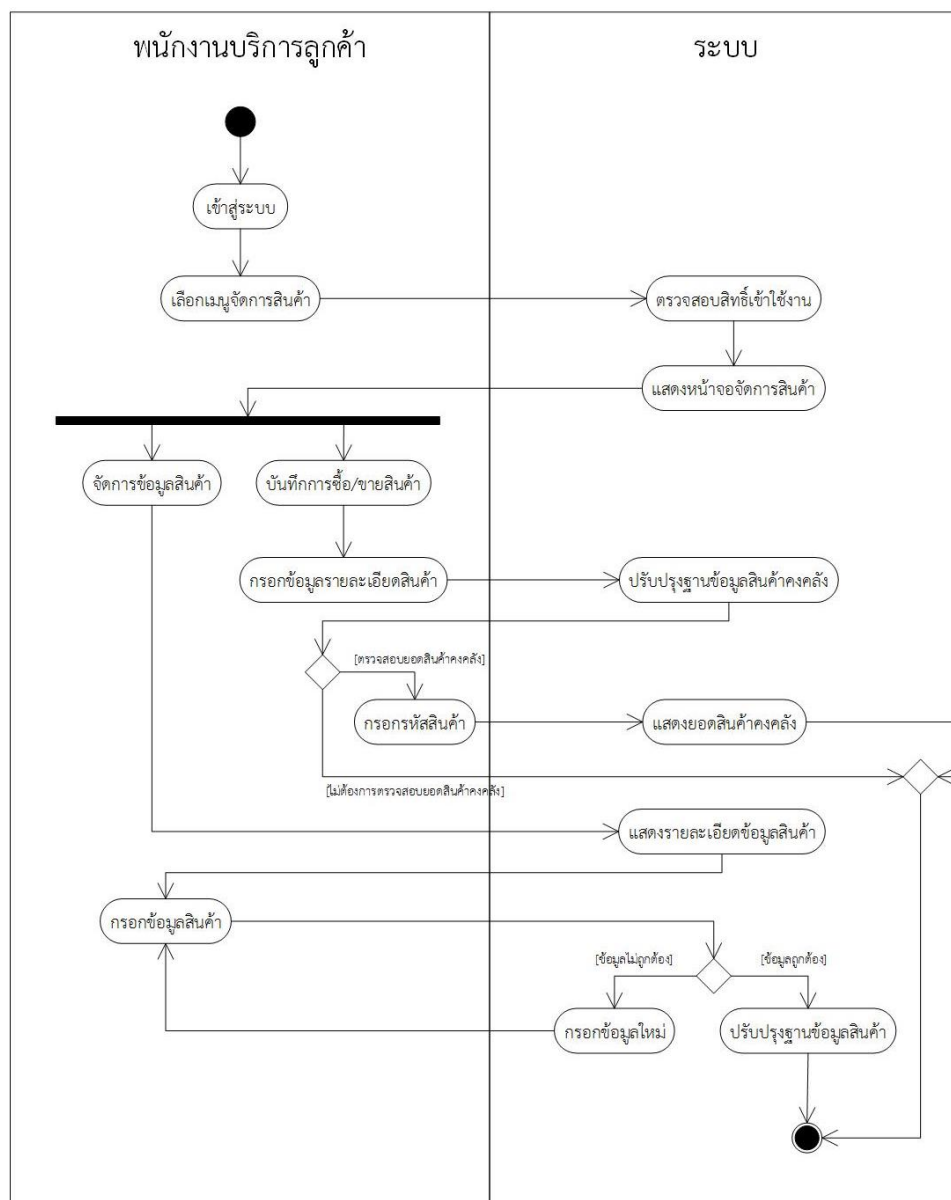 พนักงานบริการลูกค้า
ระบบ
เข้าสู่ระบบ
เลือกเมนูจัดการสินค้า
ตรวจสอบสิทธิ์เข้าใช้งาน
แสดงหน้าจอจัดการสินค้า
จัดการข้อมูลสินค้า
บันทึกการซื้อ/ขายสินค้า
กรอกข้อมูลรายละเอียดสินค้า
ปรับปรุงฐานข้อมูลสินค้าคงคลัง
[ตรวจสอบยอดสินค้าคงคลัง]
กรอกรหัสสินค้า
แสดงยอดสินค้าคงคลัง
[ไม่ต้องการตรวจสอบยอดสินค้าคงคลัง]
แสดงรายละเอียดข้อมูลสินค้า
กรอกข้อมูลสินค้า
[ข้อมูลไม่ถูกต้อง]
[ข้อมูลถูกต้อง]
กรอกข้อมูลใหม่
ปรับปรุงฐานข้อมูลสินค้า